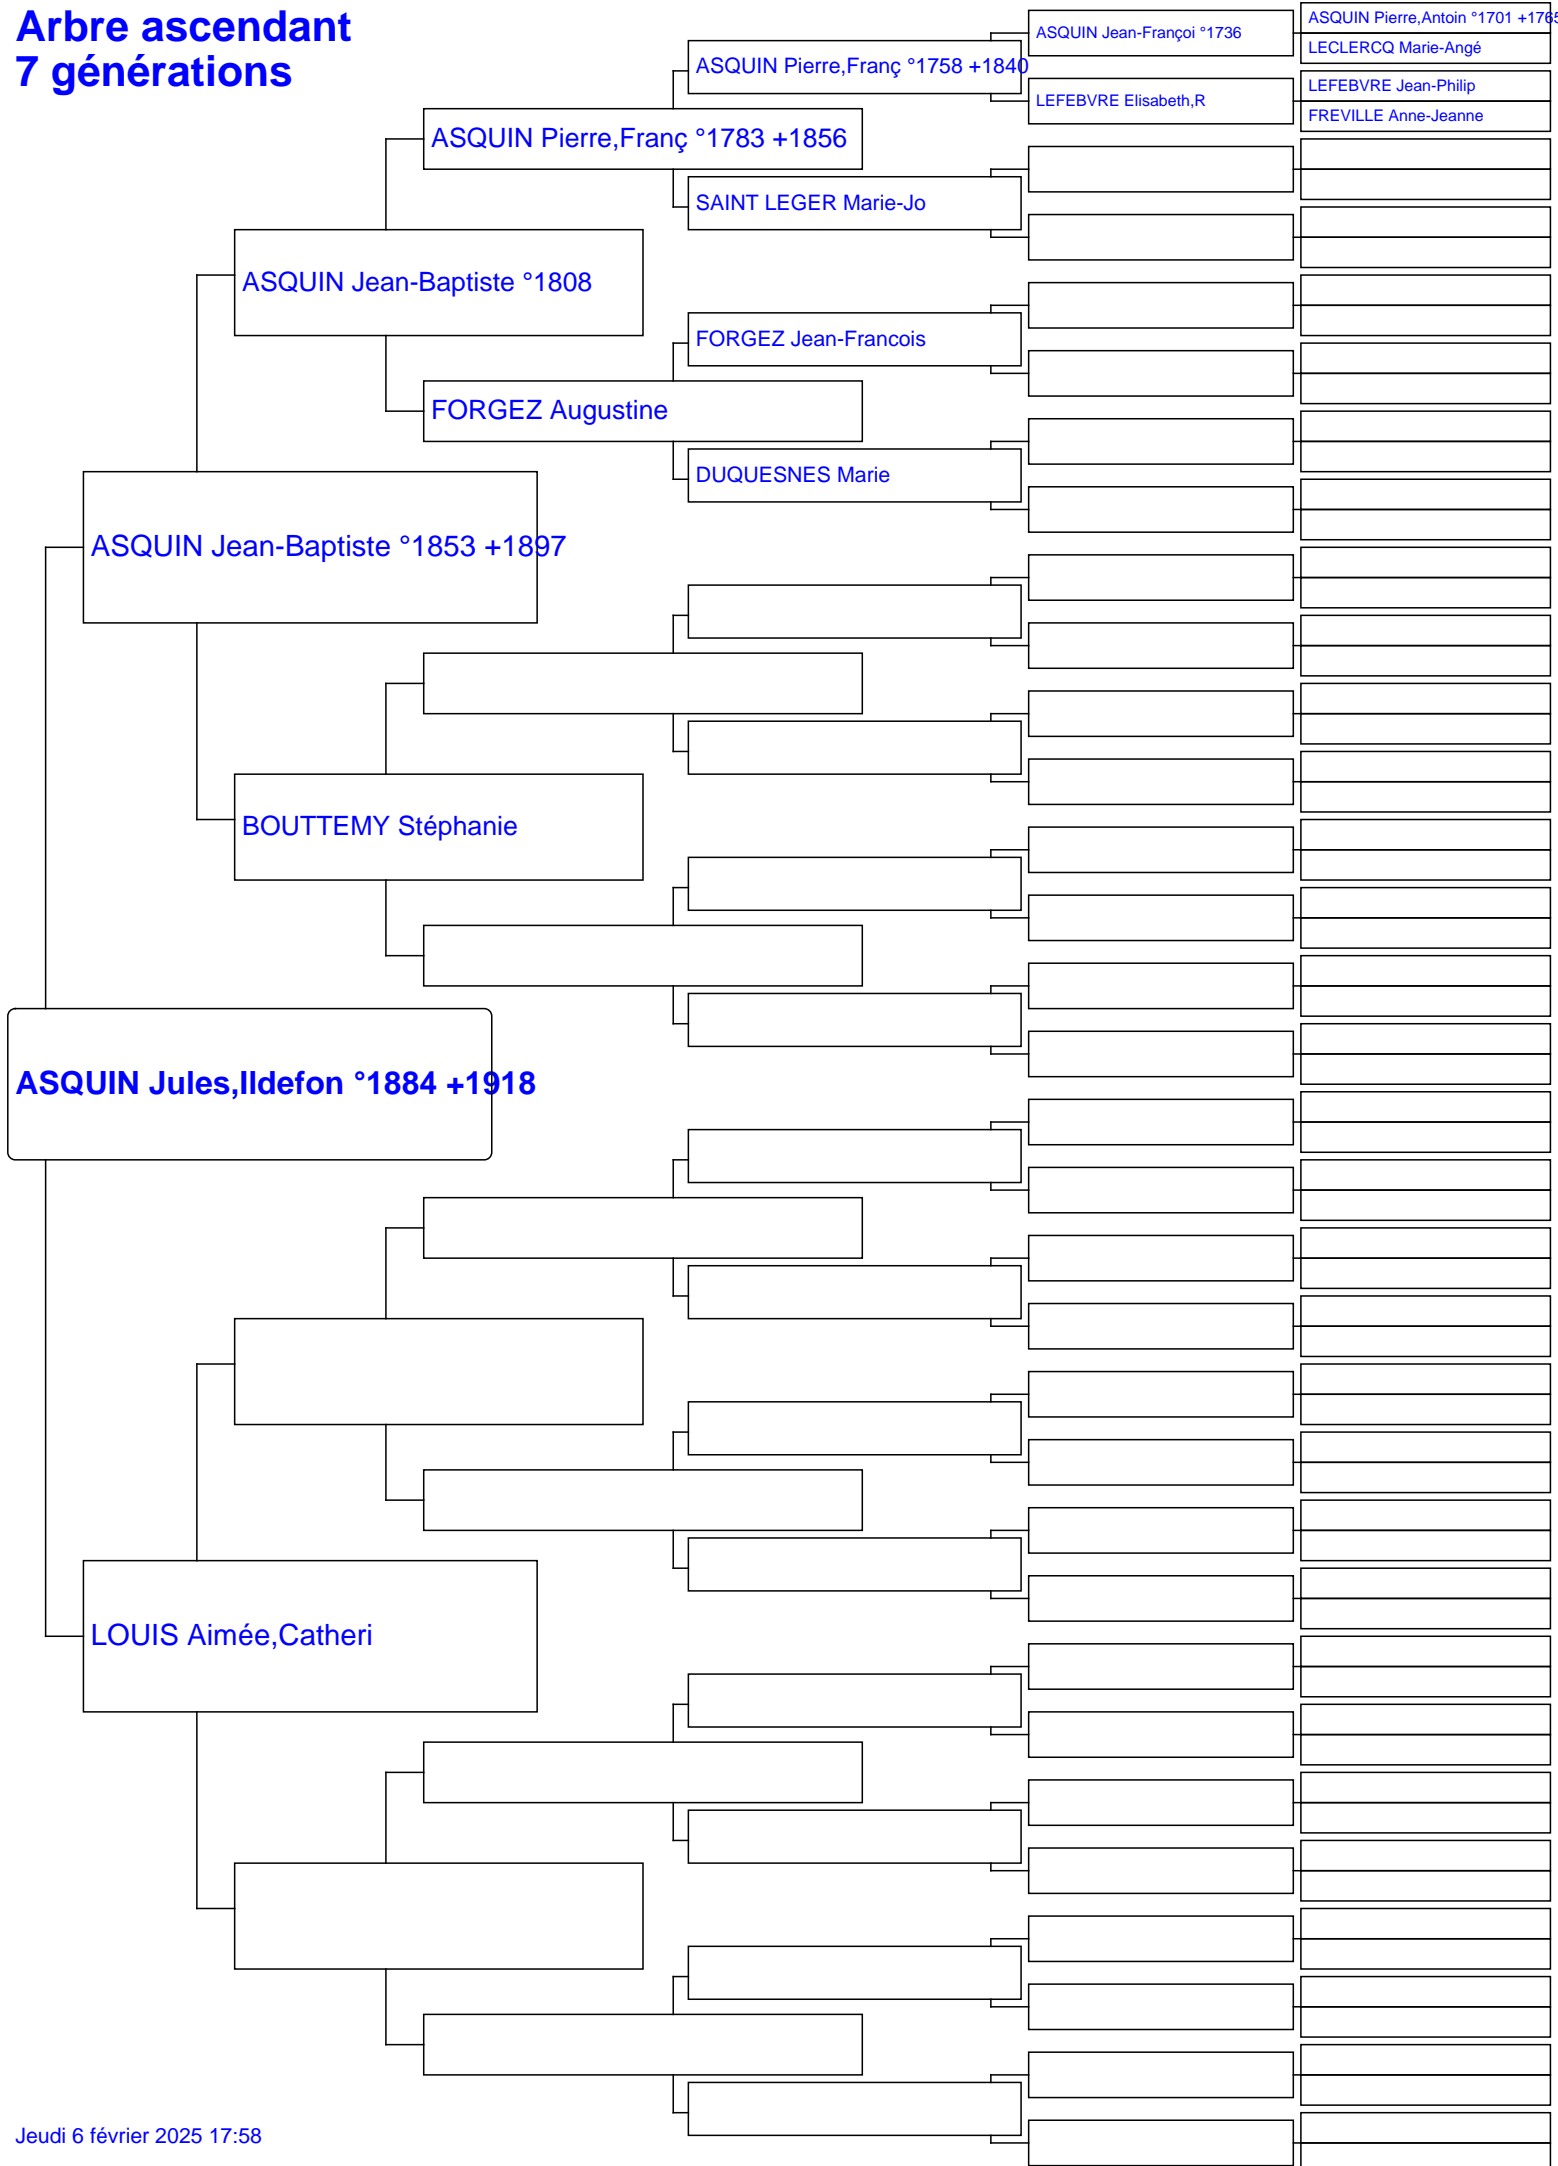 Arbre ascendant
7 générations
ASQUIN Pierre,Antoin °1701 +1765
ASQUIN Jean-Françoi °1736
LECLERCQ Marie-Angé
ASQUIN Pierre,Franç °1758 +1840
LEFEBVRE Jean-Philip
LEFEBVRE Elisabeth,R
FREVILLE Anne-Jeanne
ASQUIN Pierre,Franç °1783 +1856
SAINT LEGER Marie-Jo
ASQUIN Jean-Baptiste °1808
FORGEZ Jean-Francois
FORGEZ Augustine
DUQUESNES Marie
ASQUIN Jean-Baptiste °1853 +1897
BOUTTEMY Stéphanie
ASQUIN Jules,Ildefon °1884 +1918
LOUIS Aimée,Catheri
Jeudi 6 février 2025 17:58